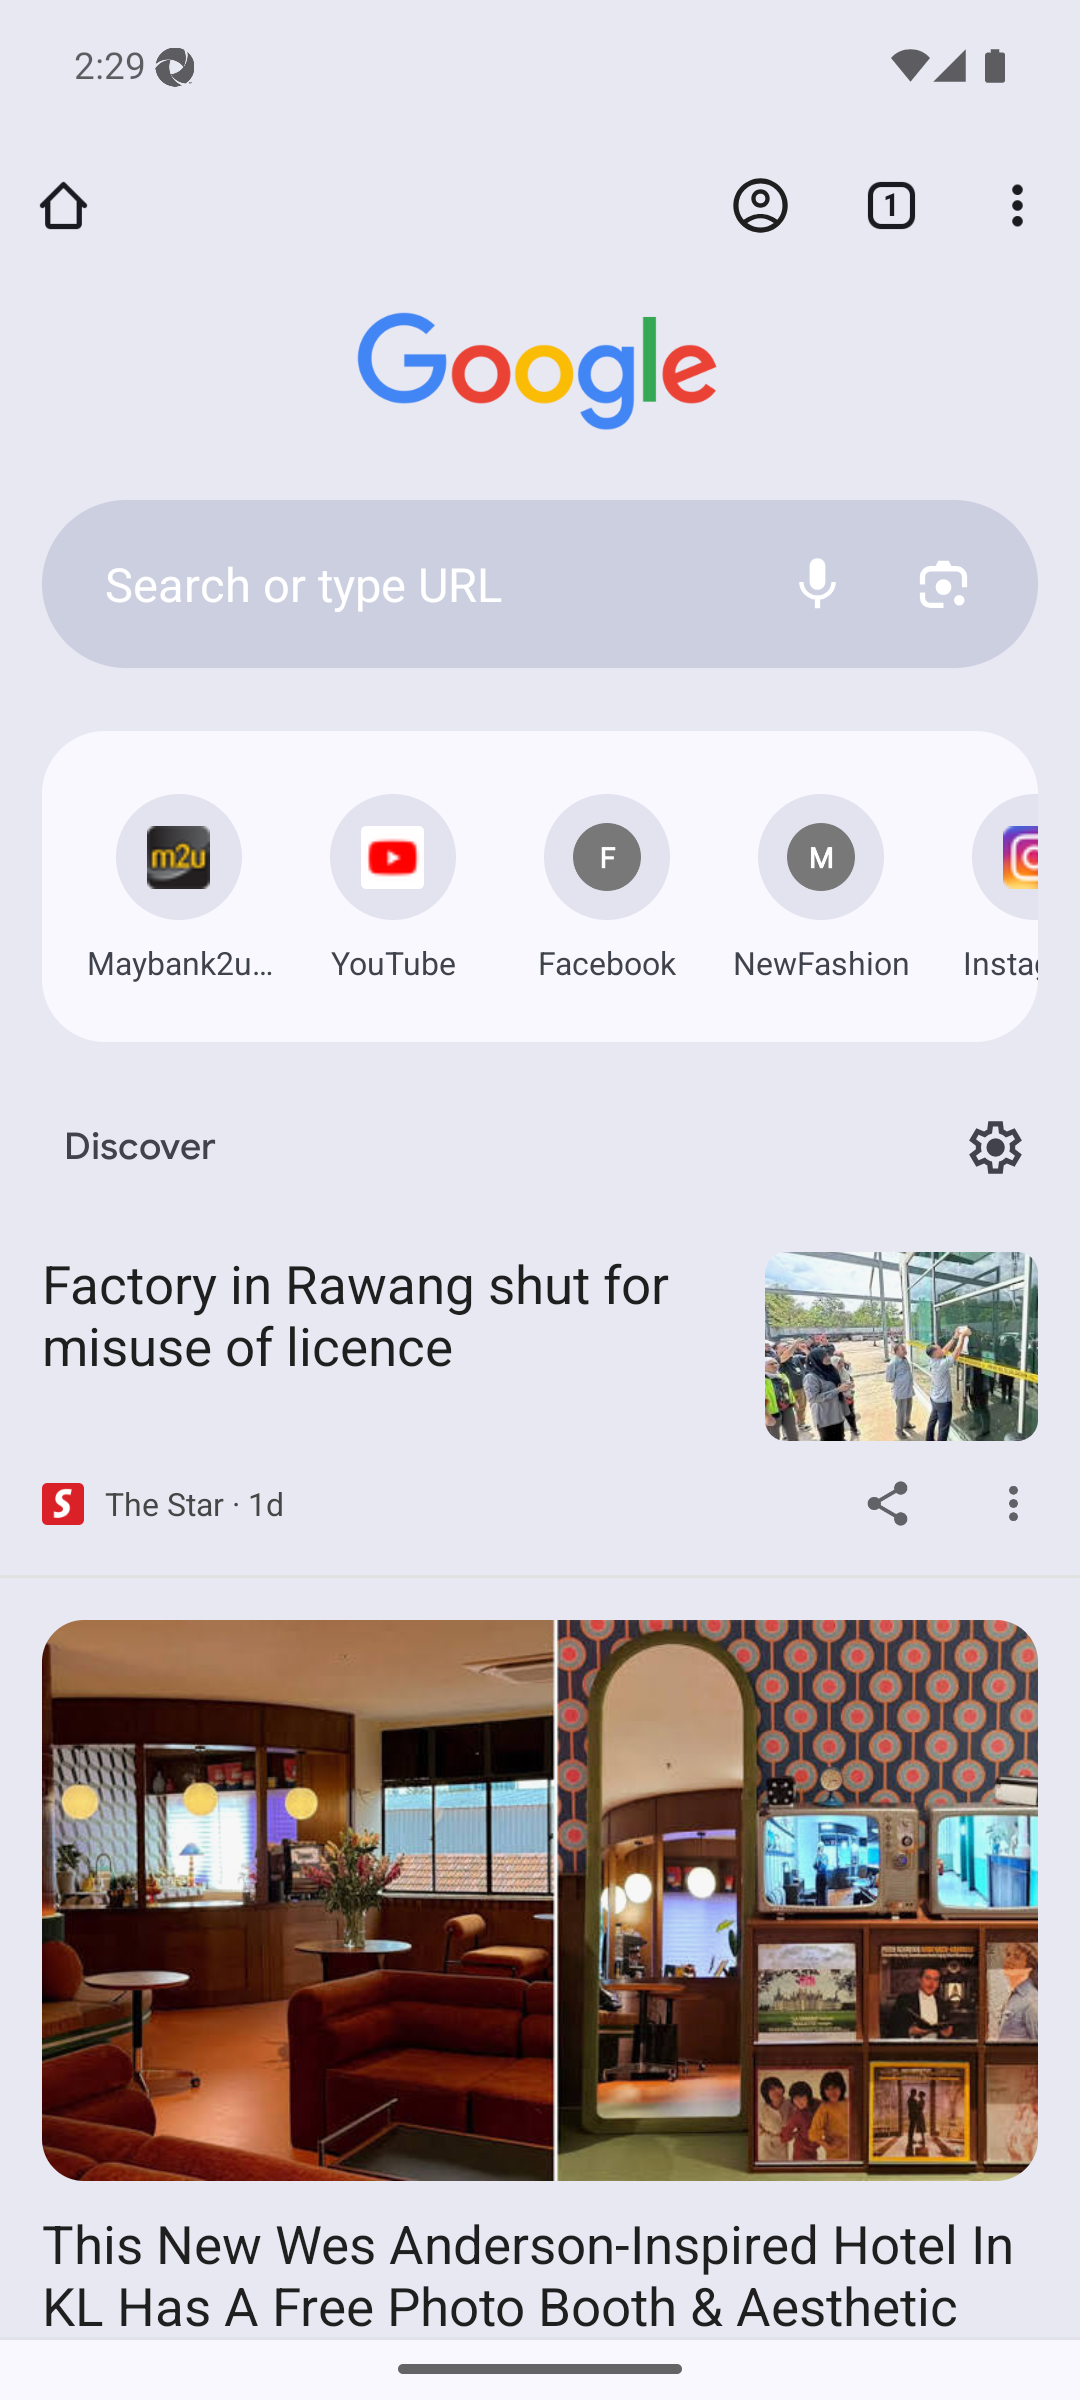 2:29
1
Google
Search or type URL
m2u
F
M
Maybank2u...
YouTube
Facebook
NewFashion
Insta
Discover
Factory in Rawang shut for
misuse of licence
The Star · 1d
This New Wes Anderson-Inspired Hotel In
KL Has A Free Photo Booth & Aesthetic